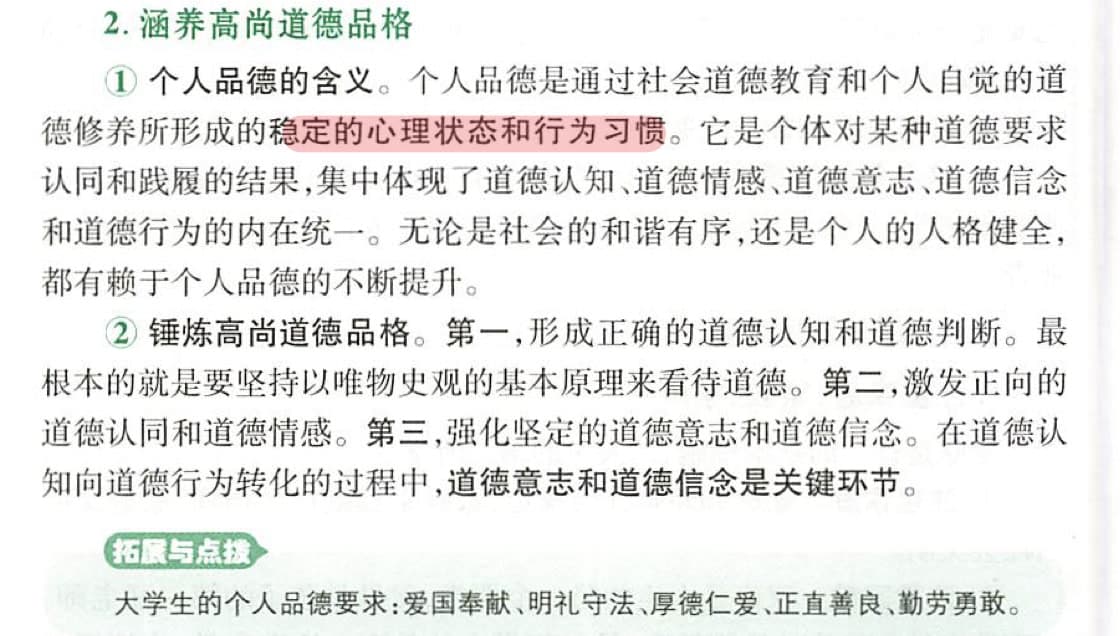 2. 涵养高尚道德品格
① 个人品德的含义。个人品德是通过社会道德教育和个人自觉的道
德修养所形成的稳定的心理状态和行为习惯。它是个体对某种道德要求
认同和践履的结果,集中体现了道德认知、道德情感、道德意志、道德信念
和道德行为的内在统一。无论是社会的和谐有序,还是个人的人格健全,
都有赖于个人品德的不断提升。
② 锤炼高尚道德品格。第一,形成正确的道德认知和道德判断。最
根本的就是要坚持以唯物史观的基本原理来看待道德。第二,激发正向的
道德认同和道德情感。第三,强化坚定的道德意志和道德信念。在道德认
知向道德行为转化的过程中,道德意志和道德信念是关键环节。
拓展与点拨
大学生的个人品德要求:爱国奉献、明礼守法、厚德仁爱、正直善良、勤劳勇敢。